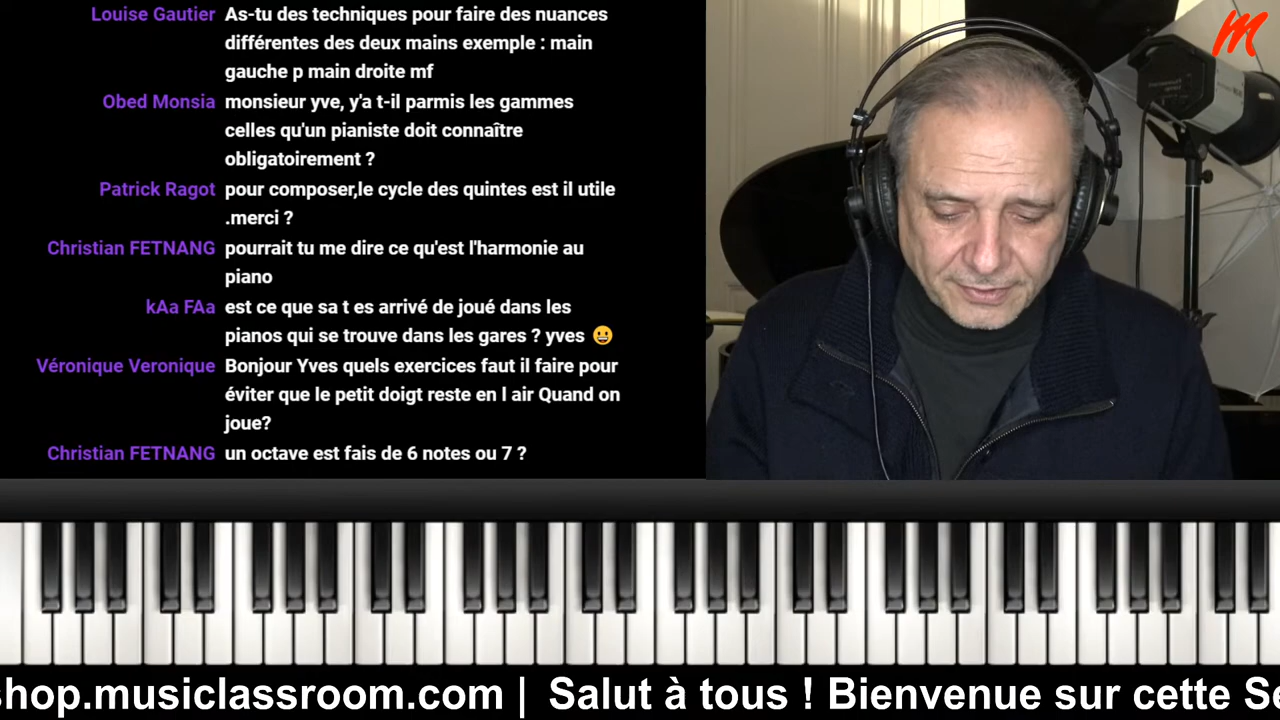 Louise Gautier As-tu des techniques pour faire des nuances
différentes des deux mains exemple : main
gauche p main droite mf
Obed Monsia monsieur yve, y'a t-il parmis les gammes
celles qu'un pianiste doit connaître
obligatoirement ?
Patrick Ragot pour composer,le cycle des quintes est il utile
.merci ?
Christian FETNANG pourrait tu me dire ce qu'est l'harmonie au
piano
kAa FAa est ce que sa t es arrivé de joué dans les
pianos qui se trouve dans les gares ? yves 😀
Véronique Veronique Bonjour Yves quels exercices faut il faire pour
éviter que le petit doigt reste en l air Quand on
joue?
Christian FETNANG un octave est fais de 6 notes ou 7 ?
M
shop.musiclassroom.com | Salut à tous ! Bienvenue sur cette Se